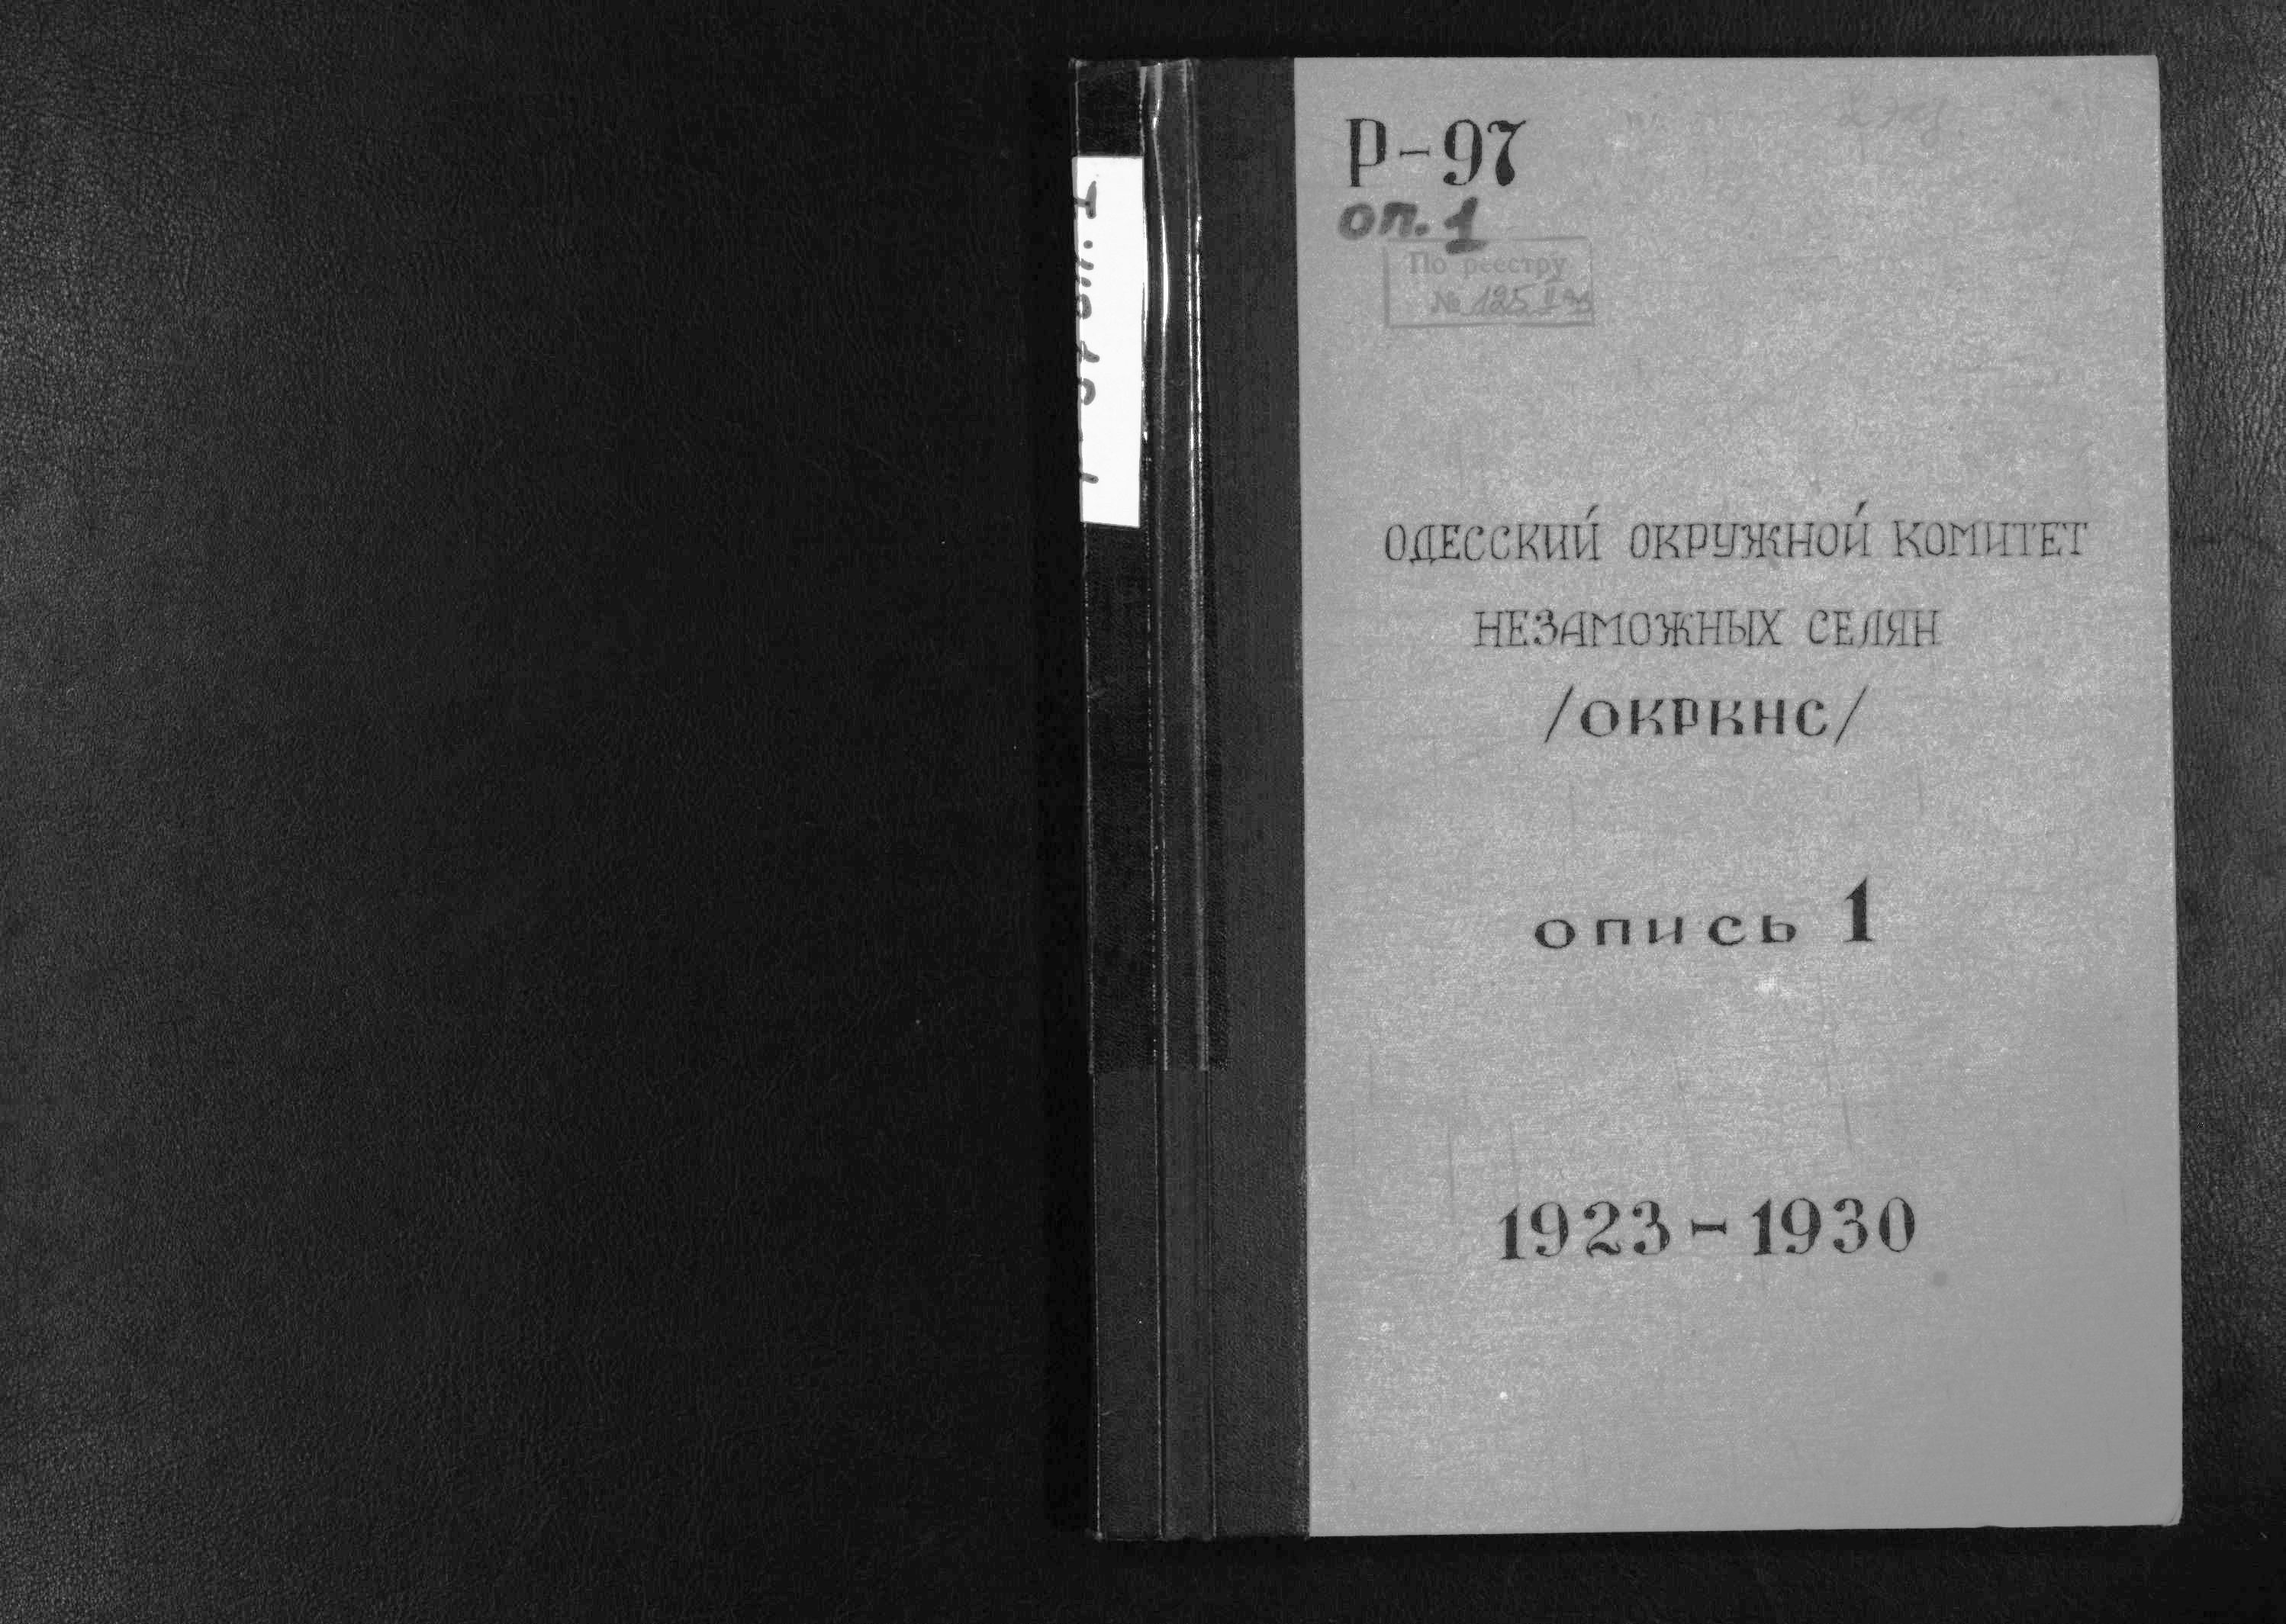 Р-97
оп. 1
По реестру
№ 125
ОДЕССКИЙ ОКРУЖНОЙ КОМИТЕТ
НЕЗАМОЖНЫХ СЕЛЯН
/ОКРКНС/
опись 1
1923-1930